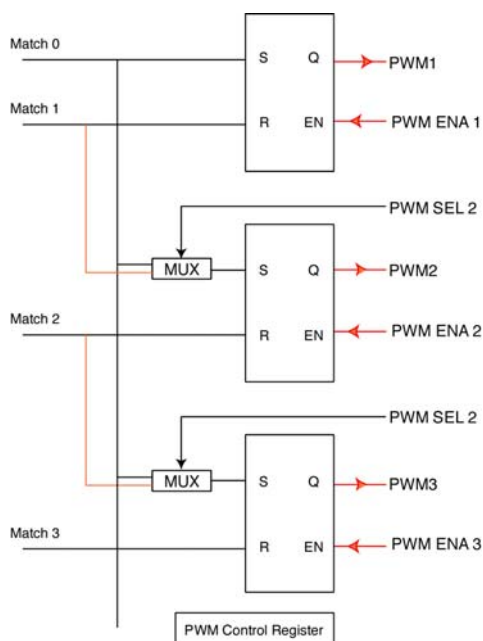 Match 0
S Q PWM1
Match 1
R EN PWM ENA 1
PWM SEL 2
MUX S Q PWM2
Match 2
R EN PWM ENA 2
PWM SEL 2
MUX S Q PWM3
Match 3
R EN PWM ENA 3
PWM Control Register